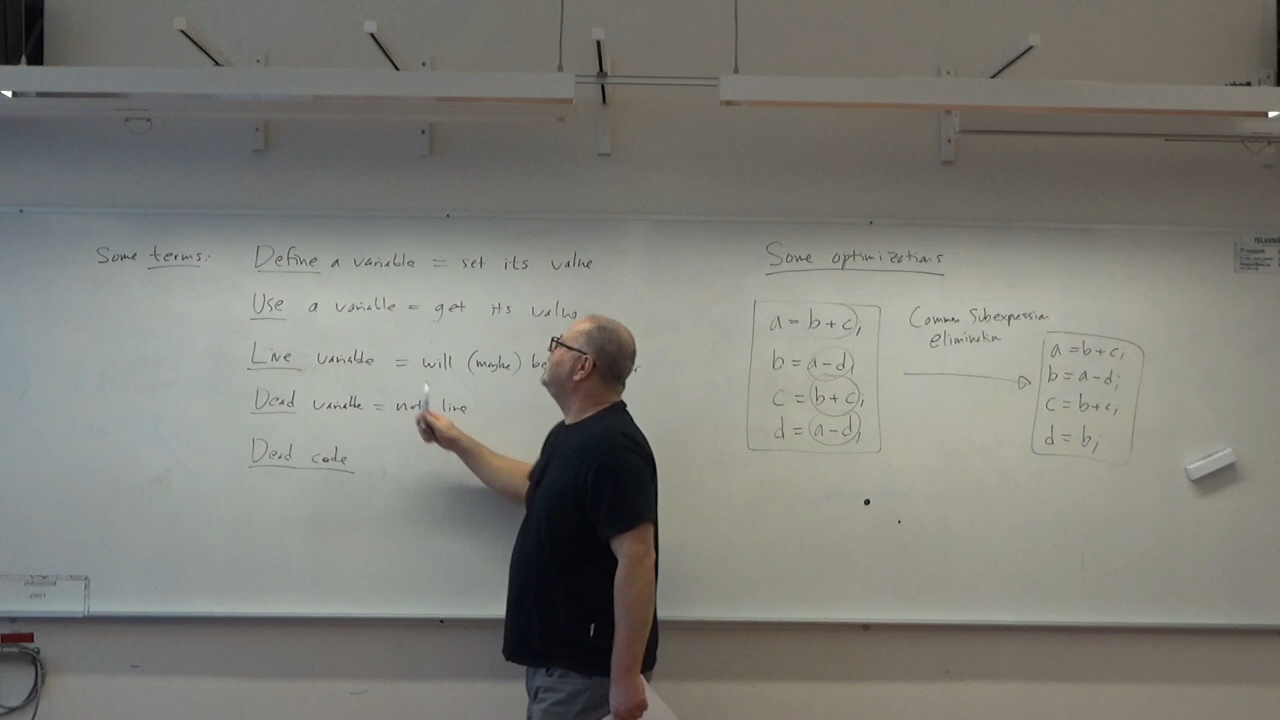 Some terms:
Define a variable = set its value
Use a variable = get its value
Live variable = will (maybe) be
Dead variable = not live
Dead code
Some optimizations
a = b + c;
b = a - d;
c = b + c;
d = a - d;
Common Subexpression
elimination
a = b + c;
b = a - d;
c = b + c;
d = b;